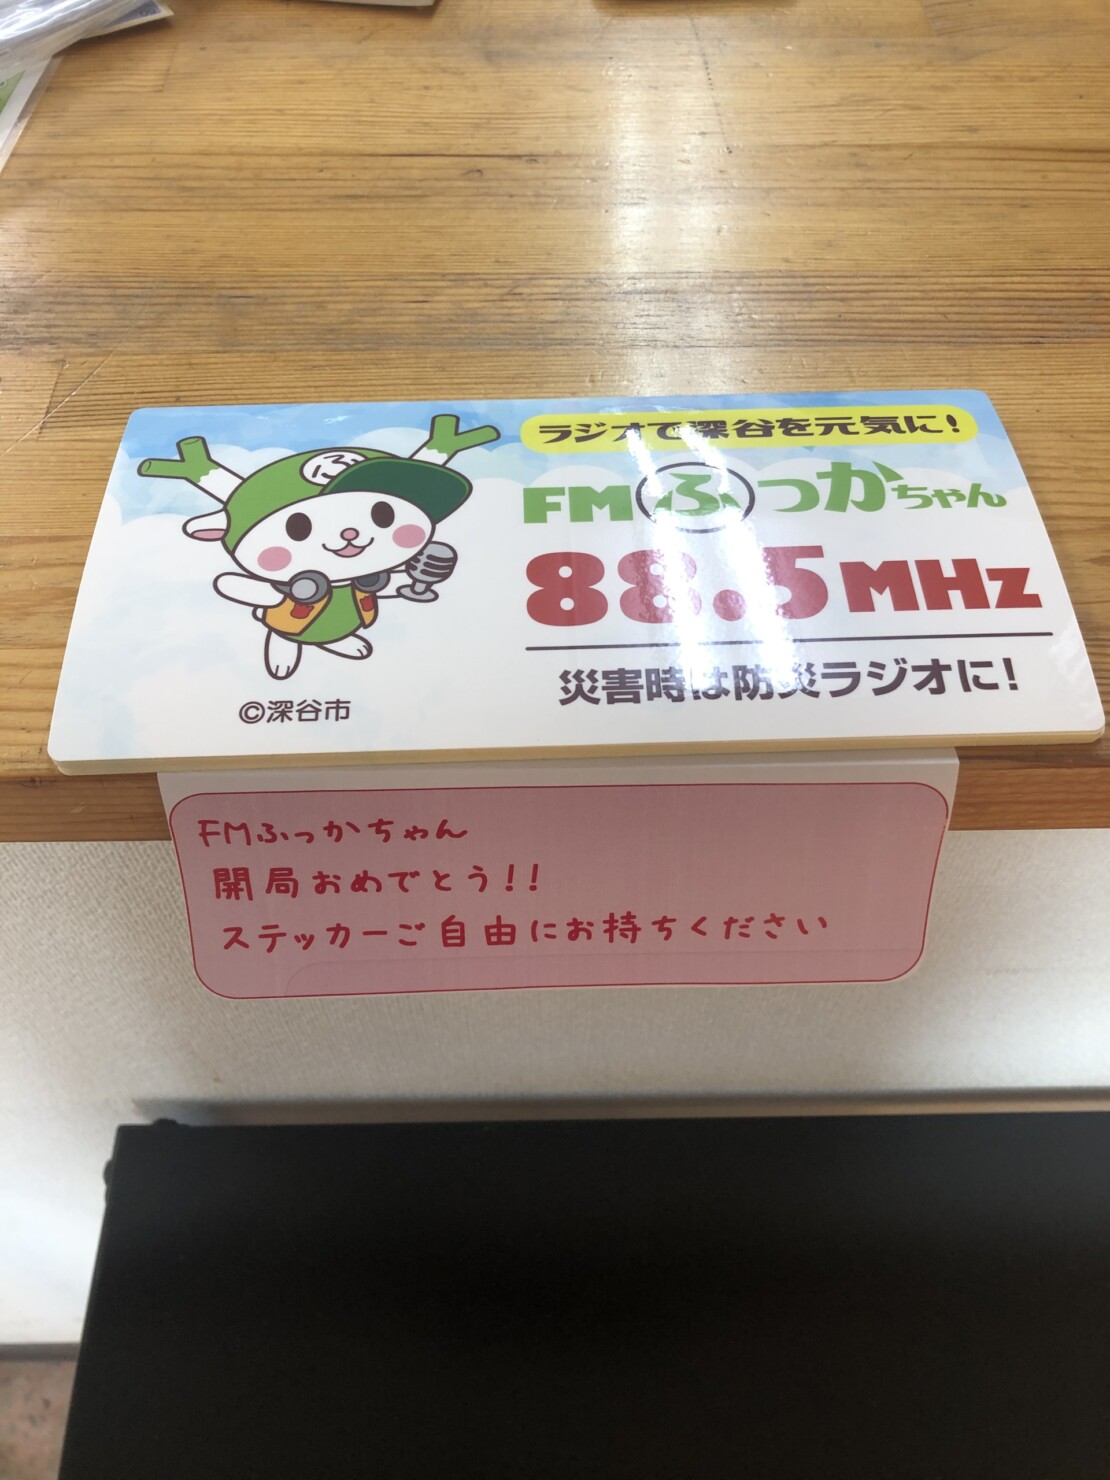 ラジオで深谷を元気に!
FMふっかちゃん
88.5MHz
災害時は防災ラジオに!
ふ
©深谷市
FMふっかちゃん
開局おめでとう!!
ステッカーご自由にお持ちください